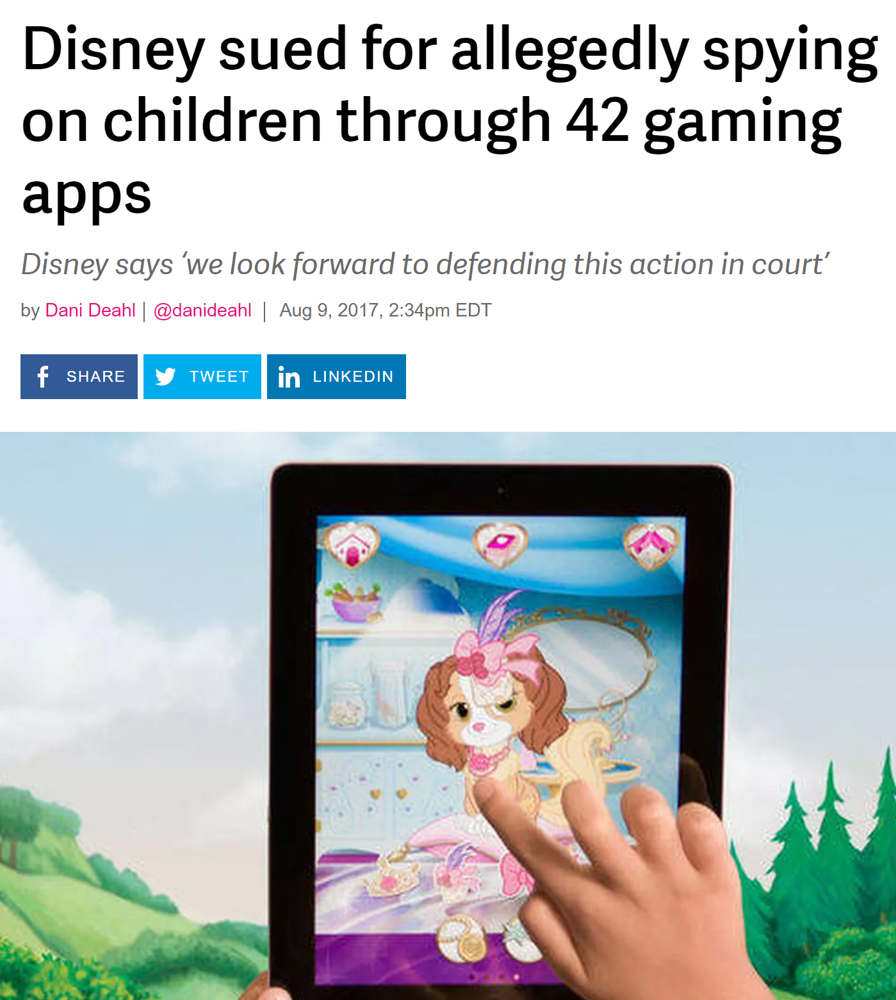 Disney sued for allegedly spying
on children through 42 gaming
apps
Disney says ‘we look forward to defending this action in court’
by Dani Deahl | @danideahl | Aug 9, 2017, 2:34pm EDT
SHARE TWEET in LINKEDIN